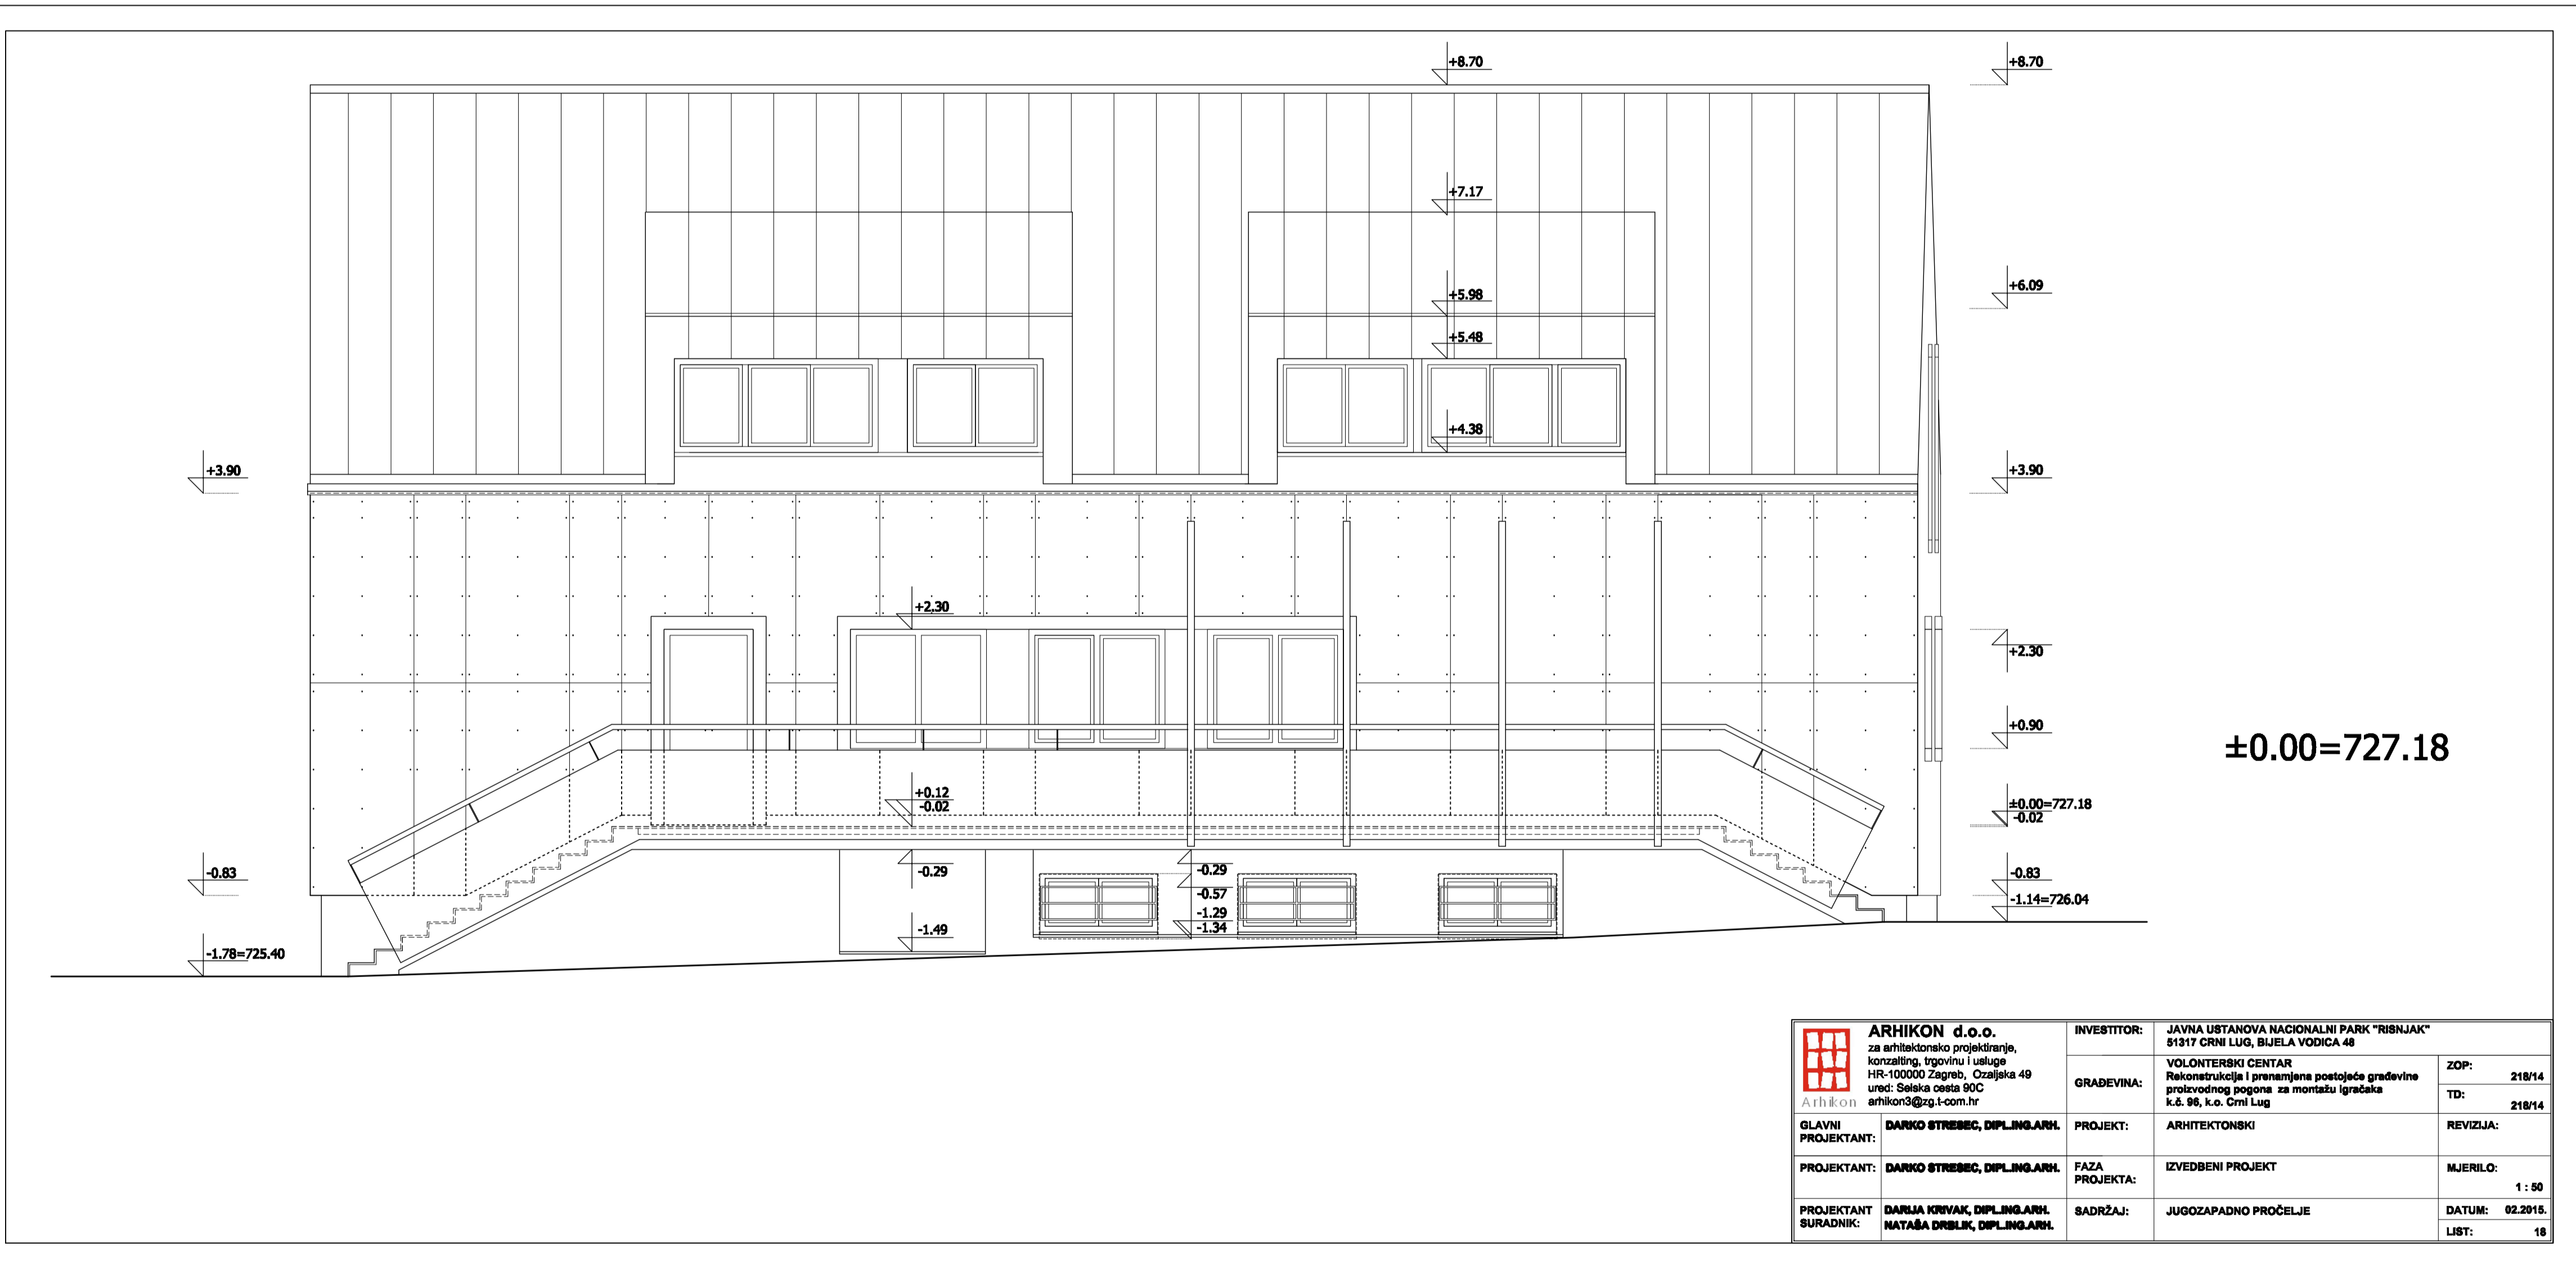 +8.70
+8.70
+7.17
+5.98
+6.09
+5.48
+4.38
+3.90
+3.90
+2.30
+2.30
+0.90
±0.00=727.18
+0.12
-0.02
±0.00=727.18
-0.02
-0.83
-0.29
-0.29
-0.83
-0.57
-1.14=726.04
-1.29
-1.34
-1.49
-1.78=725.40
ARHIKON d.o.o.
za arhitektonsko projektiranje,
konzalting, trgovinu i usluge
HR-100000 Zagreb, Ozaljska 49
ured: Selska cesta 90C
arhikon3@zg.t-com.hr
Arhikon
INVESTITOR:
JAVNA USTANOVA NACIONALNI PARK "RISNJAK"
51317 CRNI LUG, BIJELA VODICA 48
GRAĐEVINA:
VOLONTERSKI CENTAR
Rekonstrukcija i prenamjena postojeće građevine
proizvodnog pogona za montažu igračaka
k.č. 96, k.o. Crni Lug
ZOP:
218/14
TD:
218/14
GLAVNI
PROJEKTANT:
DARKO STRESEC, DIPL.ING.ARH.
PROJEKT:
ARHITEKTONSKI
REVIZIJA:
PROJEKTANT:
DARKO STRESEC, DIPL.ING.ARH.
FAZA
PROJEKTA:
IZVEDBENI PROJEKT
MJERILO:
1 : 50
PROJEKTANT
SURADNIK:
DARIJA KRIVAK, DIPL.ING.ARH.
NATAŠA DRBLIK, DIPL.ING.ARH.
SADRŽAJ:
JUGOZAPADNO PROČELJE
DATUM: 02.2015.
LIST: 18